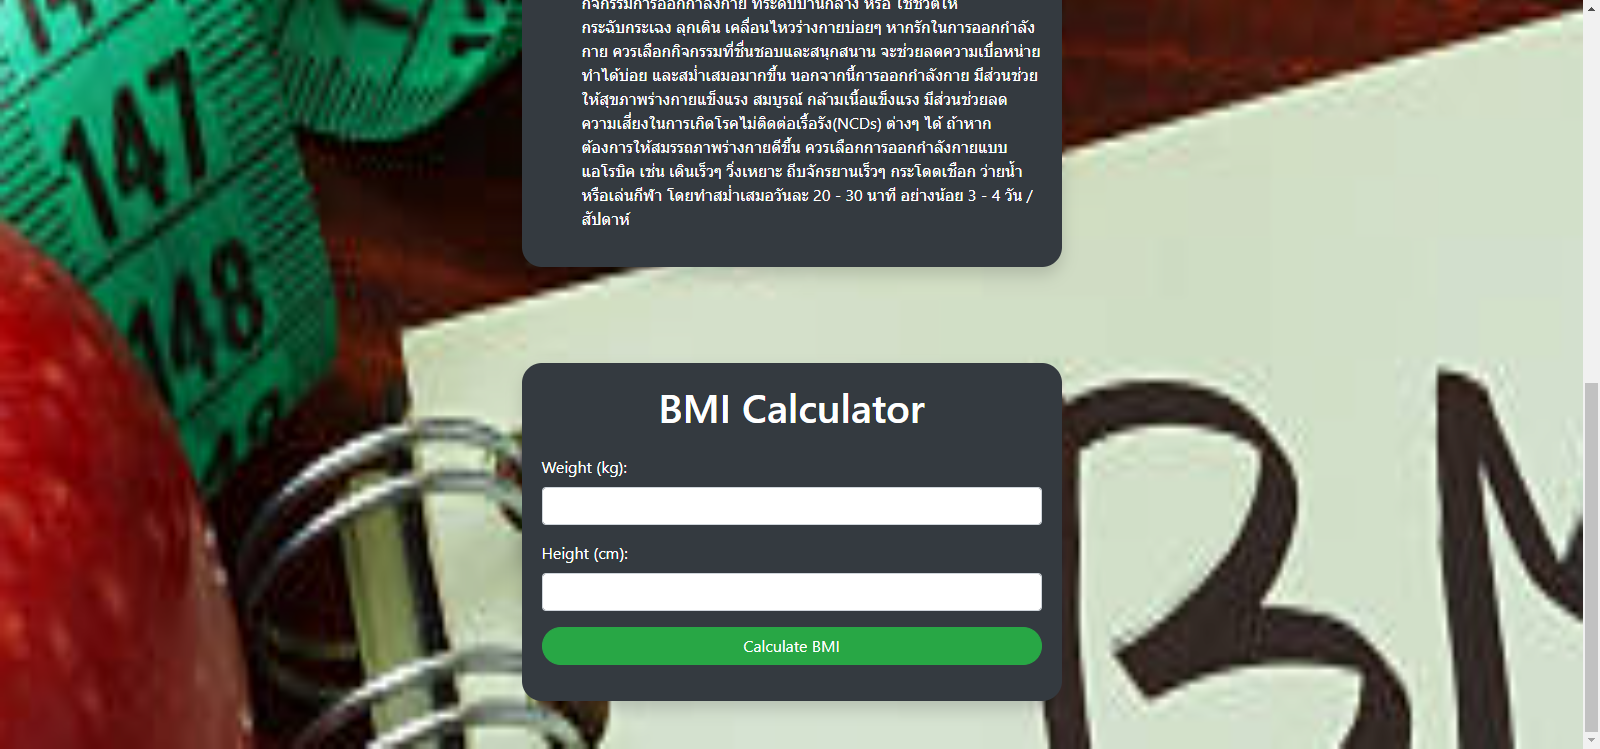 กิจกรรมการออกกำลังกาย ที่ระดับปานกลาง หรือ ใช้ชีวิตให้
กระฉับกระเฉง ลุกเดิน เคลื่อนไหวร่างกายบ่อยๆ หากรักในการออกกำลัง
กาย ควรเลือกกิจกรรมที่ชื่นชอบและสนุกสนาน จะช่วยลดความเบื่อหน่าย
ทำได้บ่อย และสม่ำเสมอมากขึ้น นอกจากนี้การออกกำลังกาย มีส่วนช่วย
ให้สุขภาพร่างกายแข็งแรง สมบูรณ์ กล้ามเนื้อแข็งแรง มีส่วนช่วยลด
ความเสี่ยงในการเกิดโรคไม่ติดต่อเรื้อรัง(NCDs) ต่างๆ ได้ ถ้าหาก
ต้องการให้สมรรถภาพร่างกายดีขึ้น ควรเลือกการออกกำลังกายแบบ
แอโรบิค เช่น เดินเร็วๆ วิ่งเหยาะ ถีบจักรยานเร็วๆ กระโดดเชือก ว่ายน้ำ
หรือเล่นกีฬา โดยทำสม่ำเสมอวันละ 20 - 30 นาที อย่างน้อย 3 - 4 วัน /
สัปดาห์
147
148
BMI Calculator
Weight (kg):
Height (cm):
Calculate BMI
BM